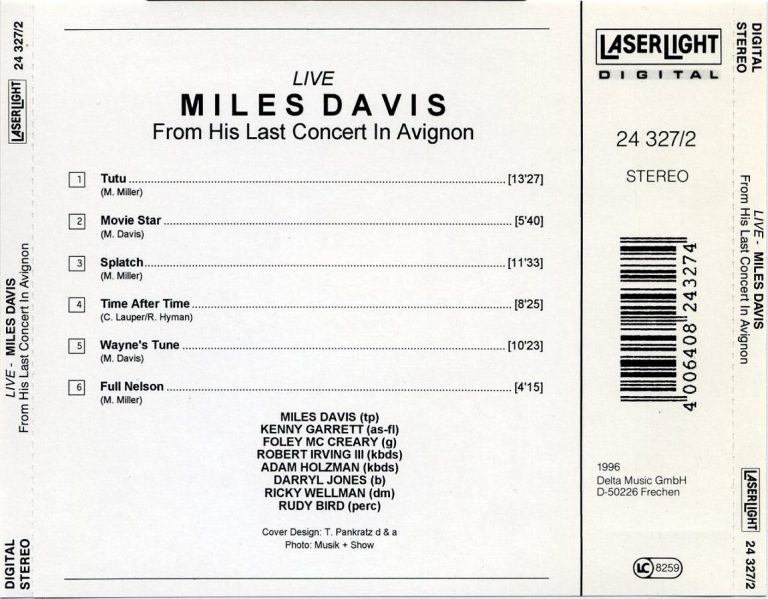 LASERLIGHT 24 327/2
LIVE - MILES DAVIS
From His Last Concert In Avignon
DIGITAL
STEREO
LIVE
MILES DAVIS
From His Last Concert In Avignon
1 Tutu [13'27]
(M. Miller)
2 Movie Star [5'40]
(M. Davis)
3 Splatch [11'33]
(M. Miller)
4 Time After Time [8'25]
(C. Lauper/R. Hyman)
5 Wayne's Tune [10'23]
(M. Davis)
6 Full Nelson [4'15]
(M. Miller)
MILES DAVIS (tp)
KENNY GARRETT (as-fl)
FOLEY MC CREARY (g)
ROBERT IRVING III (kbds)
ADAM HOLZMAN (kbds)
DARRYL JONES (b)
RICKY WELLMAN (dm)
RUDY BIRD (perc)
Cover Design: T. Pankratz d & a
Photo: Musik + Show
LASERLIGHT
DIGITAL
24 327/2
STEREO
4 006408 243274
1996
Delta Music GmbH
D-50226 Frechen
LC 8259
DIGITAL
STEREO
LIVE - MILES DAVIS
From His Last Concert In Avignon
LASERLIGHT 24 327/2